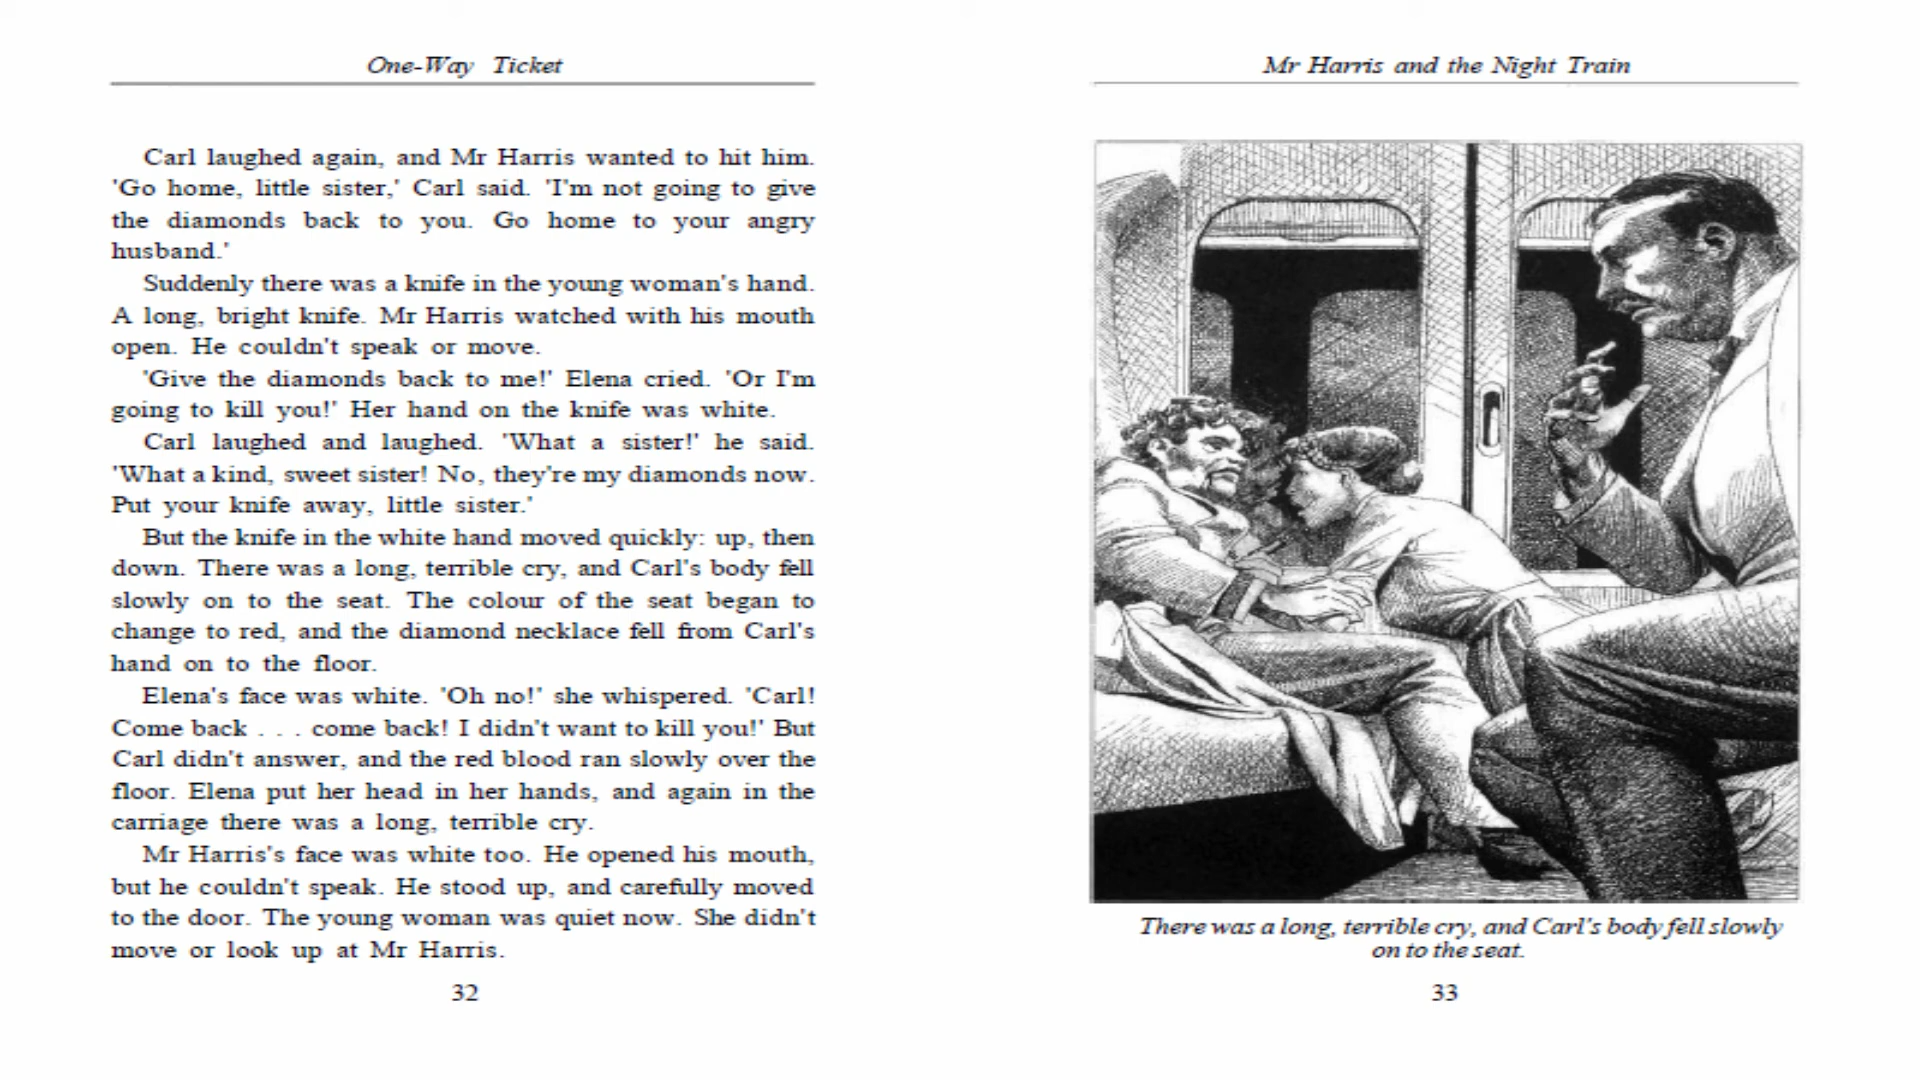 One-Way Ticket
Carl laughed again, and Mr Harris wanted to hit him.
'Go home, little sister,' Carl said. 'I'm not going to give
the diamonds back to you. Go home to your angry
husband.'
Suddenly there was a knife in the young woman's hand.
A long, bright knife. Mr Harris watched with his mouth
open. He couldn't speak or move.
'Give the diamonds back to me!' Elena cried. 'Or I'm
going to kill you!' Her hand on the knife was white.
Carl laughed and laughed. 'What a sister!' he said.
'What a kind, sweet sister! No, they're my diamonds now.
Put your knife away, little sister.'
But the knife in the white hand moved quickly: up, then
down. There was a long, terrible cry, and Carl's body fell
slowly on to the seat. The colour of the seat began to
change to red, and the diamond necklace fell from Carl's
hand on to the floor.
Elena's face was white. 'Oh no!' she whispered. 'Carl!
Come back . . . come back! I didn't want to kill you!' But
Carl didn't answer, and the red blood ran slowly over the
floor. Elena put her head in her hands, and again in the
carriage there was a long, terrible cry.
Mr Harris's face was white too. He opened his mouth,
but he couldn't speak. He stood up, and carefully moved
to the door. The young woman was quiet now. She didn't
move or look up at Mr Harris.
32
Mr Harris and the Night Train
There was a long, terrible cry, and Carl's body fell slowly
on to the seat.
33